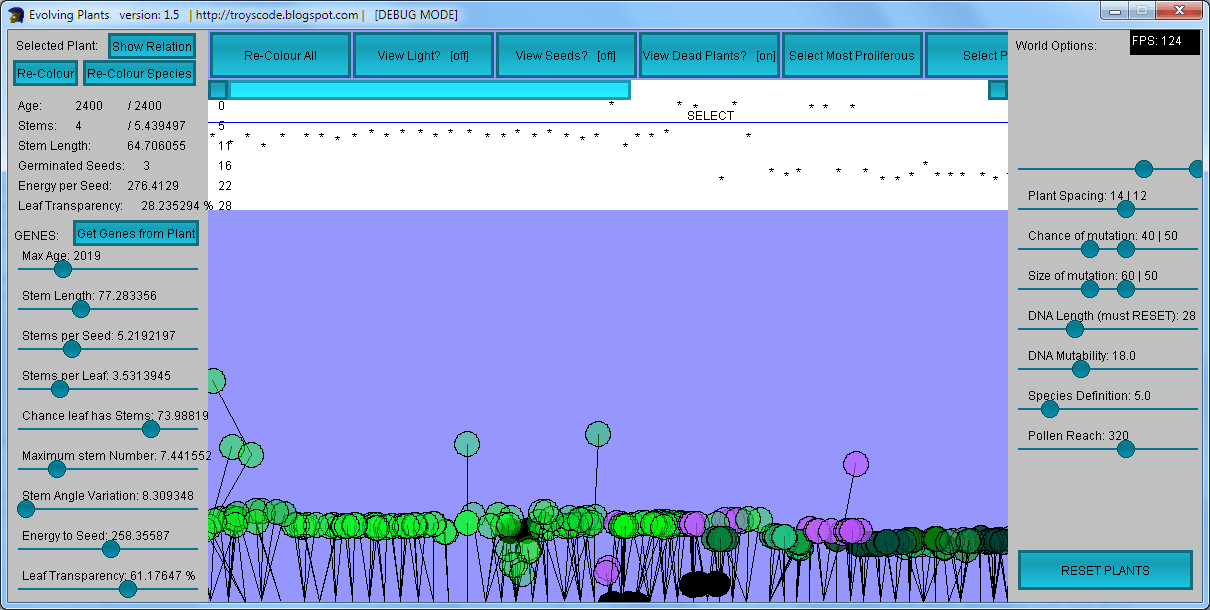 Evolving Plants version: 1.5 | http://troyscode.blogspot.com | [DEBUG MODE]
Selected Plant:
Show Relation
Re-Colour
Re-Colour Species
Age: 2400 / 2400
Stems: 4 / 5.439497
Stem Length: 64.706055
Germinated Seeds: 3
Energy per Seed: 276.4129
Leaf Transparency: 28.235294 %
GENES:
Get Genes from Plant
Max Age: 2019
Stem Length: 77.283356
Stems per Seed: 5.2192197
Stems per Leaf: 3.5313945
Chance leaf has Stems: 73.98819
Maximum stem Number: 7.441552
Stem Angle Variation: 8.309348
Energy to Seed: 258.35587
Leaf Transparency: 61.17647 %
Re-Colour All
View Light? [off]
View Seeds? [off]
View Dead Plants? [on]
Select Most Proliferous
Select P
0
5
11
16
22
28
SELECT
World Options:
FPS: 124
Plant Spacing: 14 | 12
Chance of mutation: 40 | 50
Size of mutation: 60 | 50
DNA Length (must RESET): 28
DNA Mutability: 18.0
Species Definition: 5.0
Pollen Reach: 320
RESET PLANTS